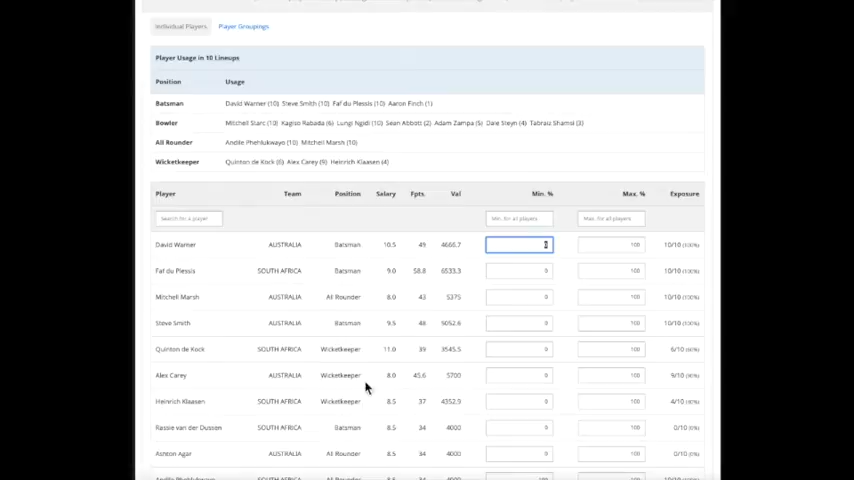 Individual Players Player Groupings
Player Usage in 10 Lineups
Position Usage
Batsman David Warner (10) Steve Smith (10) Faf du Plessis (10) Aaron Finch (1)
Bowler Mitchell Starc (10) Kagiso Rabada (6) Lungi Ngidi (10) Sean Abbott (2) Adam Zampa (5) Dale Steyn (4) Tabraiz Shamsi (3)
All Rounder Andile Phehlukwayo (10) Mitchell Marsh (10)
Wicketkeeper Quinton de Kock (6) Alex Carey (9) Heinrich Klaasen (4)
Player Team Position Salary Fpts. Val Min. % Max. % Exposure
Search for a player Min. for all players Max. for all players
David Warner AUSTRALIA Batsman 10.5 49 4666.7 0 100 10/10 (100%)
Faf du Plessis SOUTH AFRICA Batsman 9.0 58.8 6533.3 0 100 10/10 (100%)
Mitchell Marsh AUSTRALIA All Rounder 8.0 43 5375 0 100 10/10 (100%)
Steve Smith AUSTRALIA Batsman 9.5 48 5052.6 0 100 10/10 (100%)
Quinton de Kock SOUTH AFRICA Wicketkeeper 11.0 39 3545.5 0 100 6/10 (60%)
Alex Carey AUSTRALIA Wicketkeeper 8.0 45.6 5700 0 100 9/10 (90%)
Heinrich Klaasen SOUTH AFRICA Wicketkeeper 8.5 37 4352.9 0 100 4/10 (40%)
Rassie van der Dussen SOUTH AFRICA Batsman 8.5 34 4000 0 100 0/10 (0%)
Ashton Agar AUSTRALIA All Rounder 8.5 34 4000 0 100 0/10 (0%)